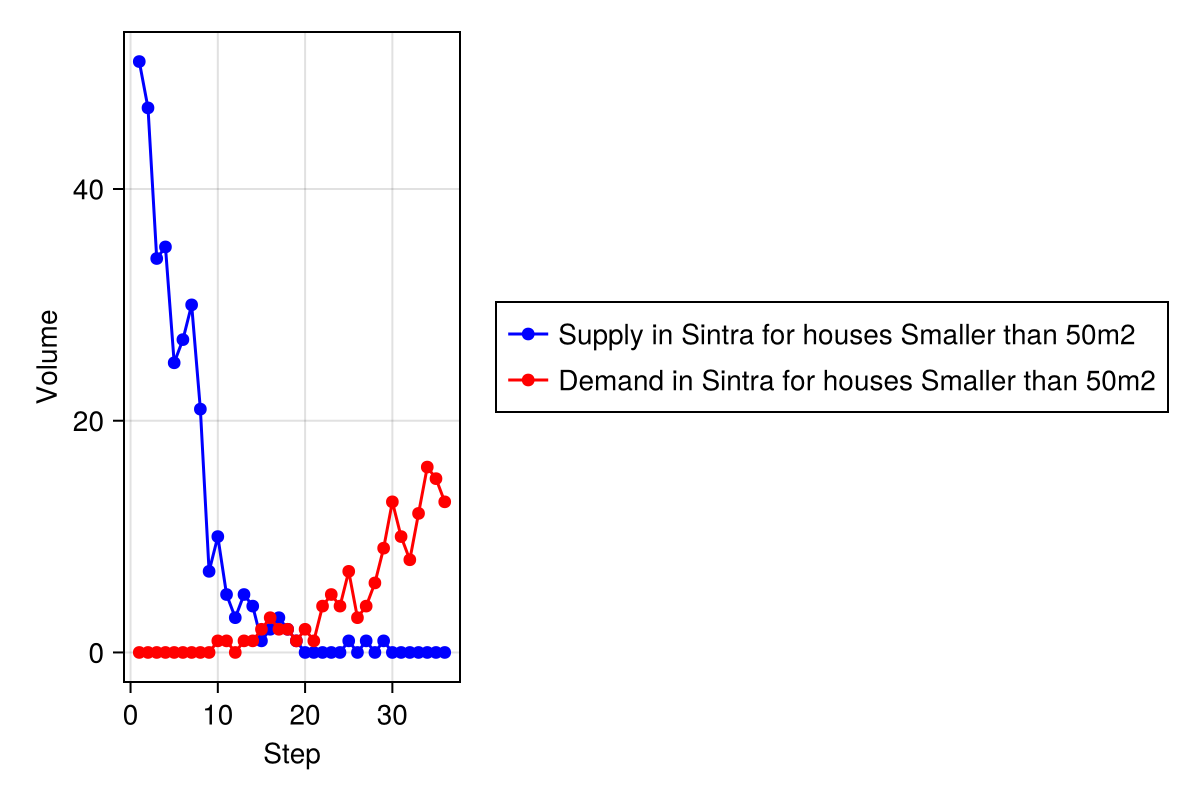 40
20
0
Volume
0 10 20 30
Step
Supply in Sintra for houses Smaller than 50m2
Demand in Sintra for houses Smaller than 50m2